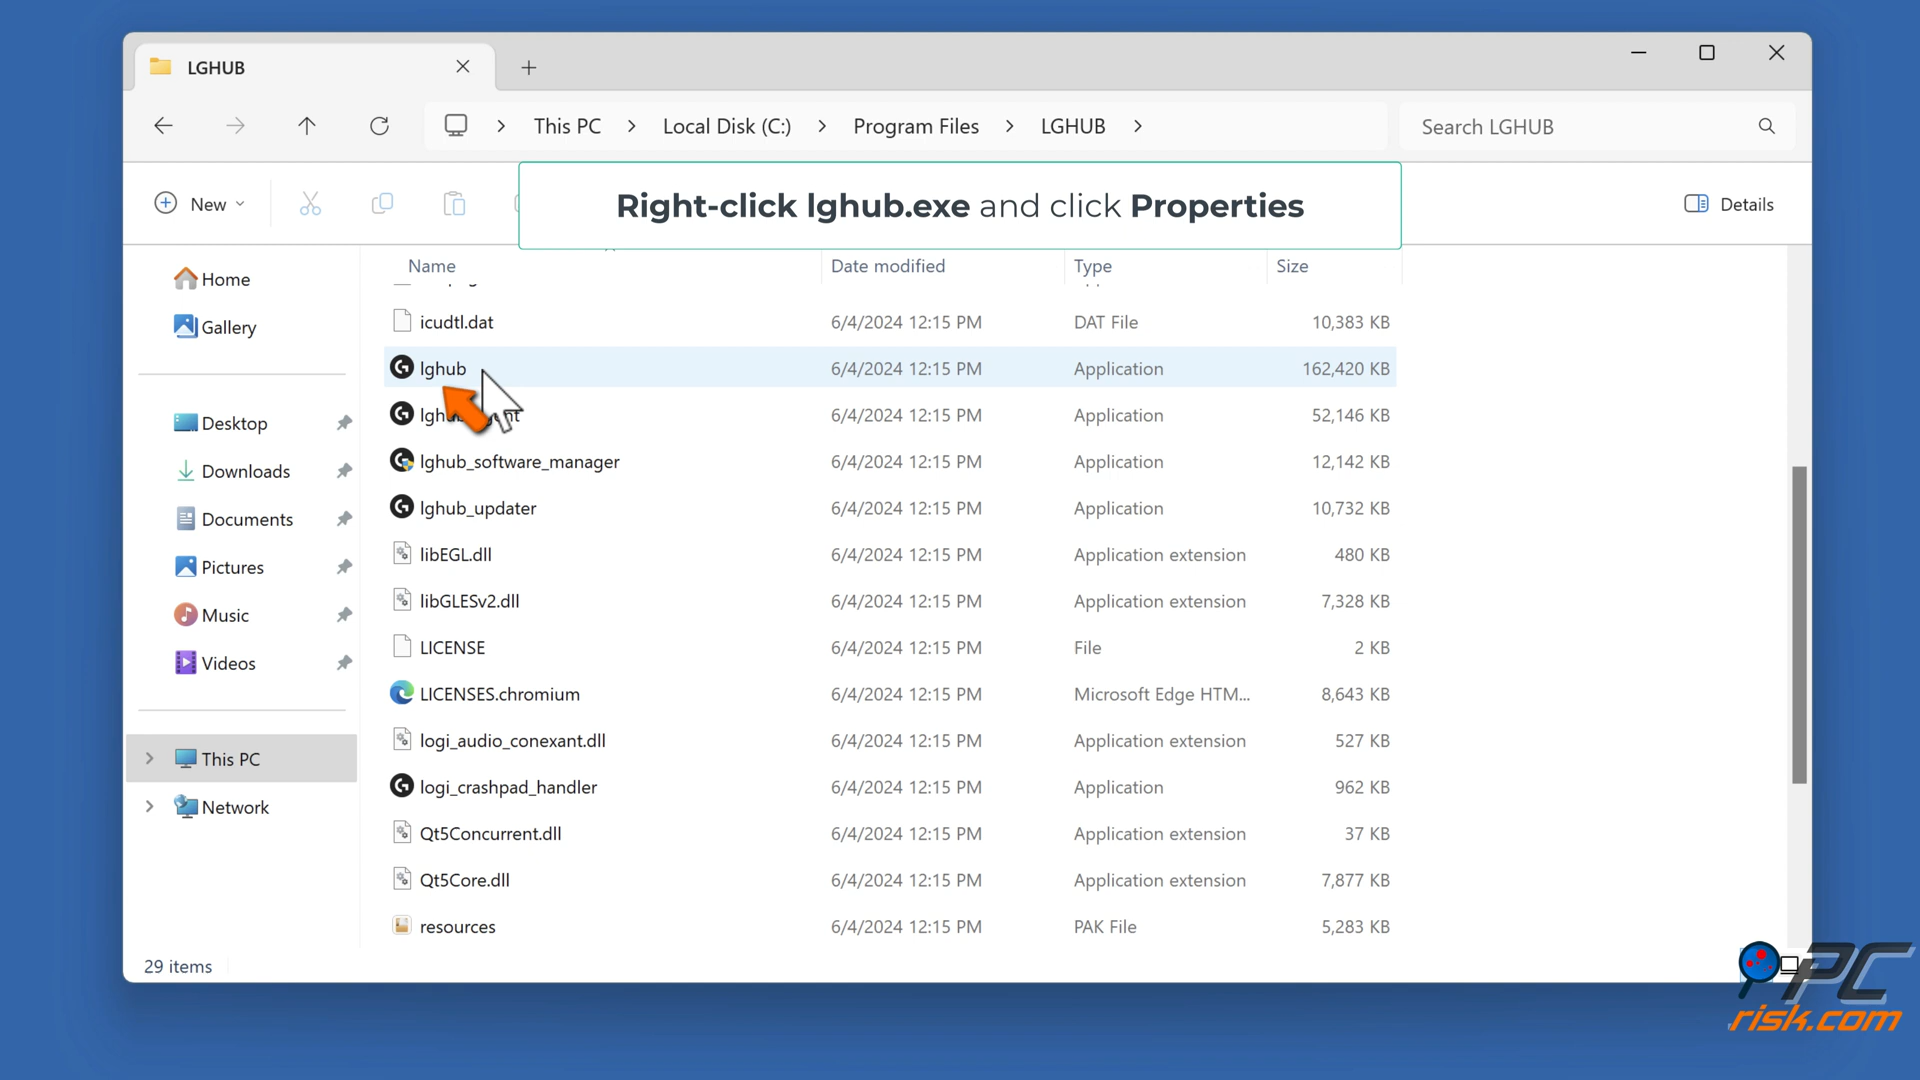 LGHUB
This PC
Local Disk (C:)
Program Files
LGHUB
Search LGHUB
New
Right-click lghub.exe and click Properties
Details
Name
Date modified
Type
Size
Home
Gallery
Desktop
Downloads
Documents
Pictures
Music
Videos
This PC
Network
icudtl.dat 6/4/2024 12:15 PM DAT File 10,383 KB
lghub 6/4/2024 12:15 PM Application 162,420 KB
6/4/2024 12:15 PM Application 52,146 KB
lghub_software_manager 6/4/2024 12:15 PM Application 12,142 KB
lghub_updater 6/4/2024 12:15 PM Application 10,732 KB
libEGL.dll 6/4/2024 12:15 PM Application extension 480 KB
libGLESv2.dll 6/4/2024 12:15 PM Application extension 7,328 KB
LICENSE 6/4/2024 12:15 PM File 2 KB
LICENSES.chromium 6/4/2024 12:15 PM Microsoft Edge HTM... 8,643 KB
logi_audio_conexant.dll 6/4/2024 12:15 PM Application extension 527 KB
logi_crashpad_handler 6/4/2024 12:15 PM Application 962 KB
Qt5Concurrent.dll 6/4/2024 12:15 PM Application extension 37 KB
Qt5Core.dll 6/4/2024 12:15 PM Application extension 7,877 KB
resources 6/4/2024 12:15 PM PAK File 5,283 KB
29 items
PC
risk.com